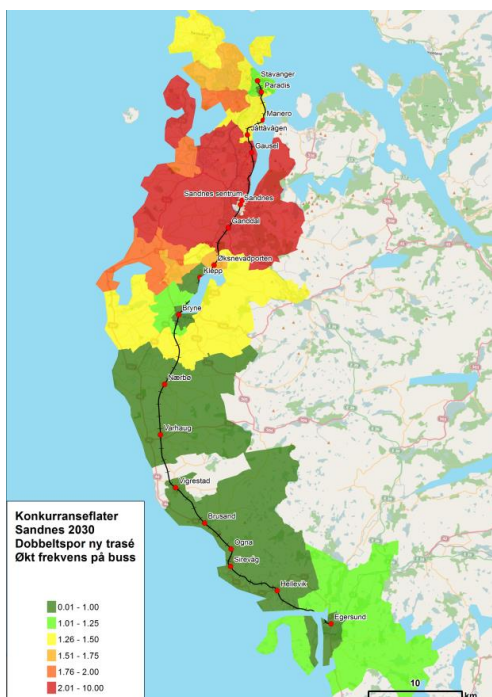 Stavanger
Paradis
Mariero
Jåttåvågen
Gausel
Sandnes sentrum
Sandnes
Ganddal
Øksnevadporten
Klepp
Bryne
Nærbø
Varhaug
Vigrestad
Brusand
Ogna
Sirevåg
Hellevik
Egersund
Konkurranseflater
Sandnes 2030
Dobbeltspor ny trasé
Økt frekvens på buss
0.01 - 1.00
1.01 - 1.25
1.26 - 1.50
1.51 - 1.75
1.76 - 2.00
2.01 - 10.00
10
km